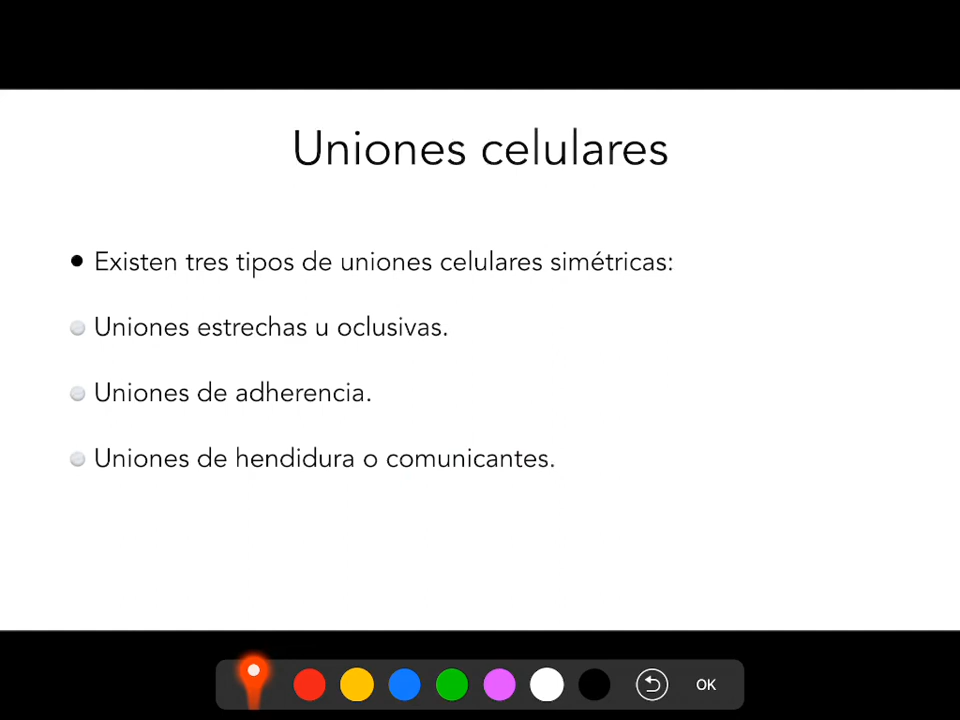 Uniones celulares
Existen tres tipos de uniones celulares simétricas:
Uniones estrechas u oclusivas.
Uniones de adherencia.
Uniones de hendidura o comunicantes.
OK